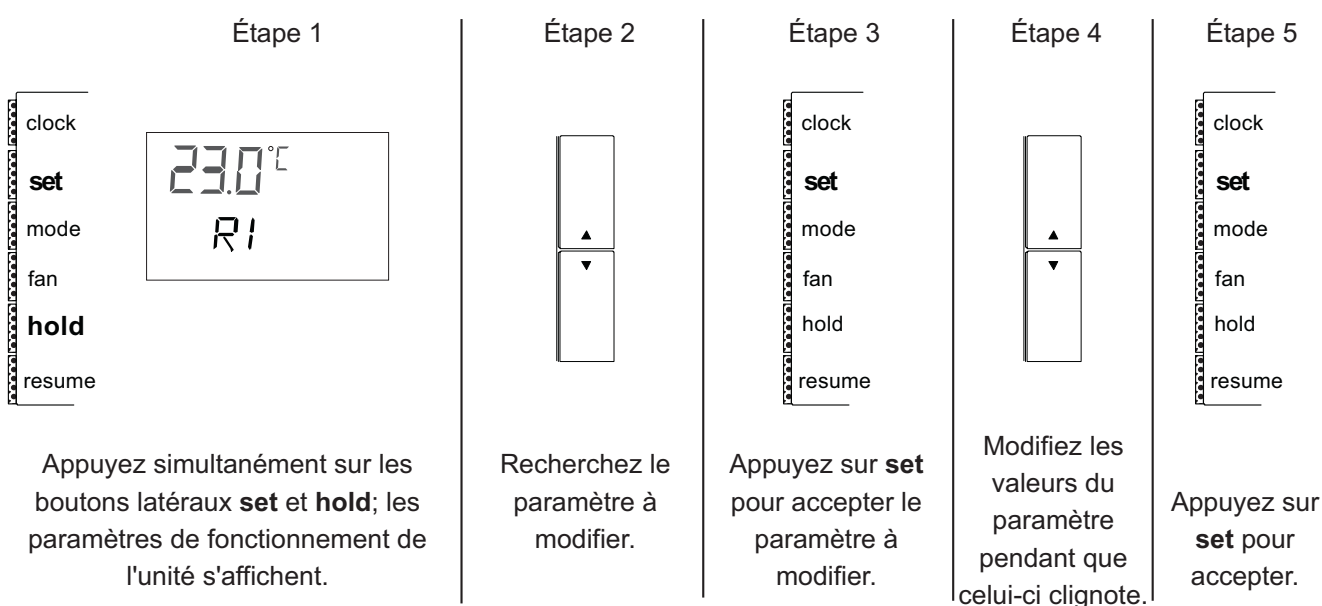 Étape 1
clock
set
mode
fan
hold
resume
23.0°C
R1
Appuyez simultanément sur les
boutons latéraux set et hold; les
paramètres de fonctionnement de
l'unité s'affichent.
Étape 2
Recherchez le
paramètre à
modifier.
Étape 3
clock
set
mode
fan
hold
resume
Appuyez sur set
pour accepter le
paramètre à
modifier.
Étape 4
Modifiez les
valeurs du
paramètre
pendant que
celui-ci clignote.
Étape 5
clock
set
mode
fan
hold
resume
Appuyez sur
set pour
accepter.